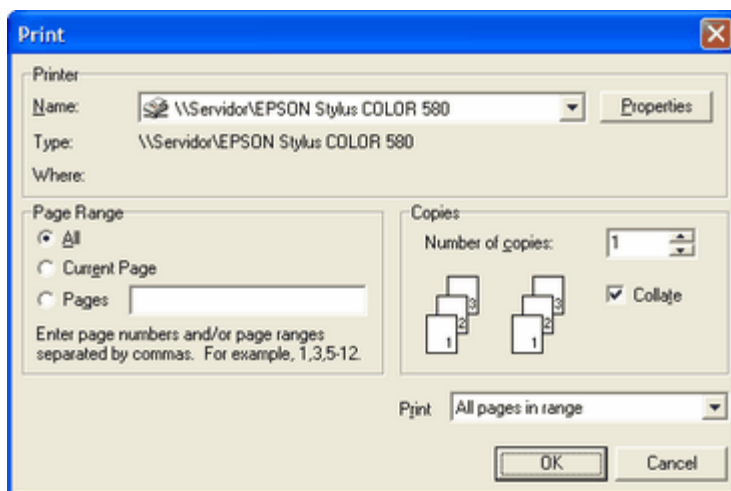 Print
Printer
Name: \\Servidor\EPSON Stylus COLOR 580 Properties
Type: \\Servidor\EPSON Stylus COLOR 580
Where:
Page Range
All
Current Page
Pages
Enter page numbers and/or page ranges
separated by commas. For example, 1,3,5-12.
Copies
Number of copies: 1
3 3
2 2
1 1
Collate
Print All pages in range
OK Cancel